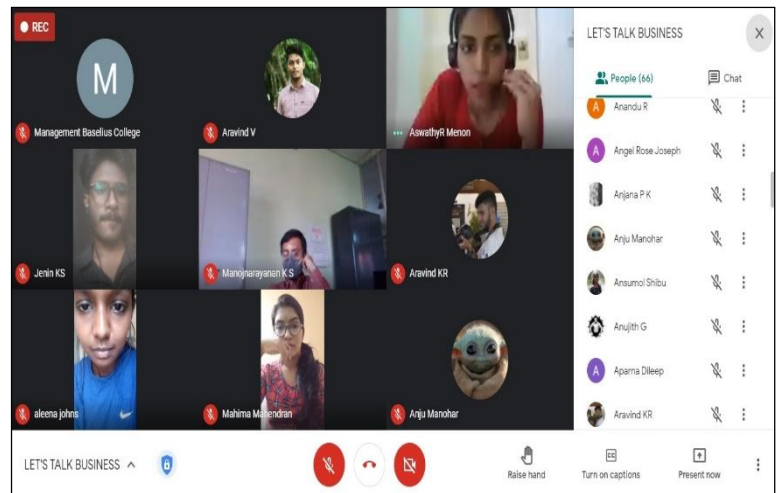 REC
M
Management Baselius College
Aravind V
AswathyR Menon
Jenin KS
Manojnarayanan K S
Aravind KR
aleena johns
Mahima Mahendran
Anju Manohar
LET'S TALK BUSINESS
People (66)
Chat
A Anandu R
A Angel Rose Joseph
Anjana P K
Anju Manohar
Ansumol Shibu
Anujith G
A Aparna Dileep
Aravind KR
LET'S TALK BUSINESS
Raise hand
CC
Turn on captions
Present now